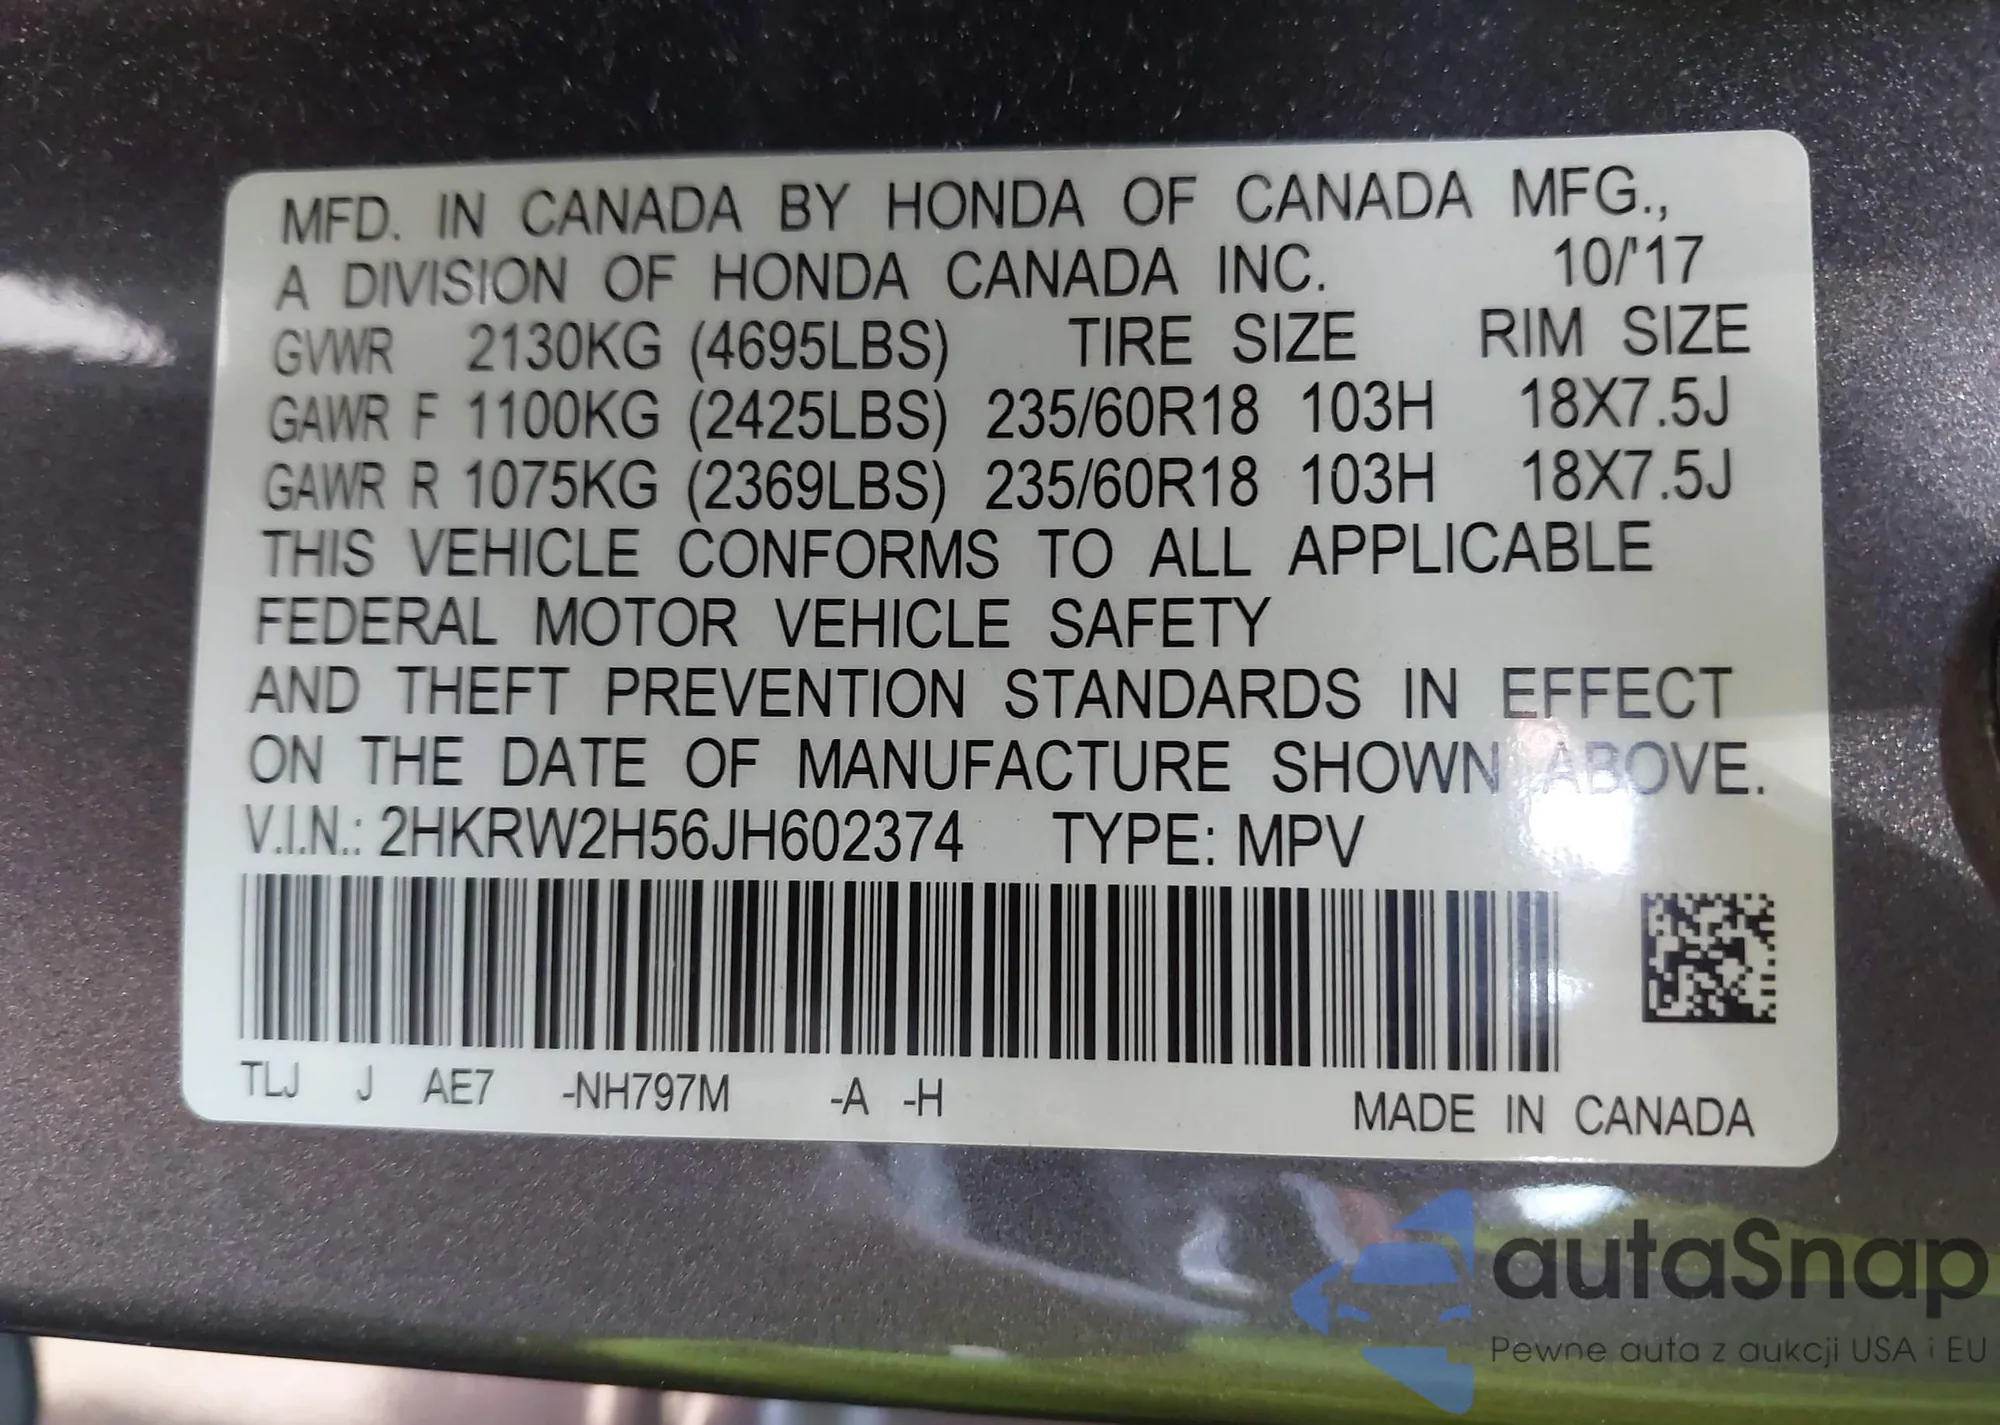 MFD. IN CANADA BY HONDA OF CANADA MFG.,
A DIVISION OF HONDA CANADA INC. 10/'17
GVWR 2130KG (4695LBS) TIRE SIZE RIM SIZE
GAWR F 1100KG (2425LBS) 235/60R18 103H 18X7.5J
GAWR R 1075KG (2369LBS) 235/60R18 103H 18X7.5J
THIS VEHICLE CONFORMS TO ALL APPLICABLE
FEDERAL MOTOR VEHICLE SAFETY
AND THEFT PREVENTION STANDARDS IN EFFECT
ON THE DATE OF MANUFACTURE SHOWN ABOVE.
V.I.N.: 2HKRW2H56JH602374 TYPE: MPV
TLJ J AE7 -NH797M -A -H
MADE IN CANADA
autaSnap
Pewne auta z aukcji USA i EU